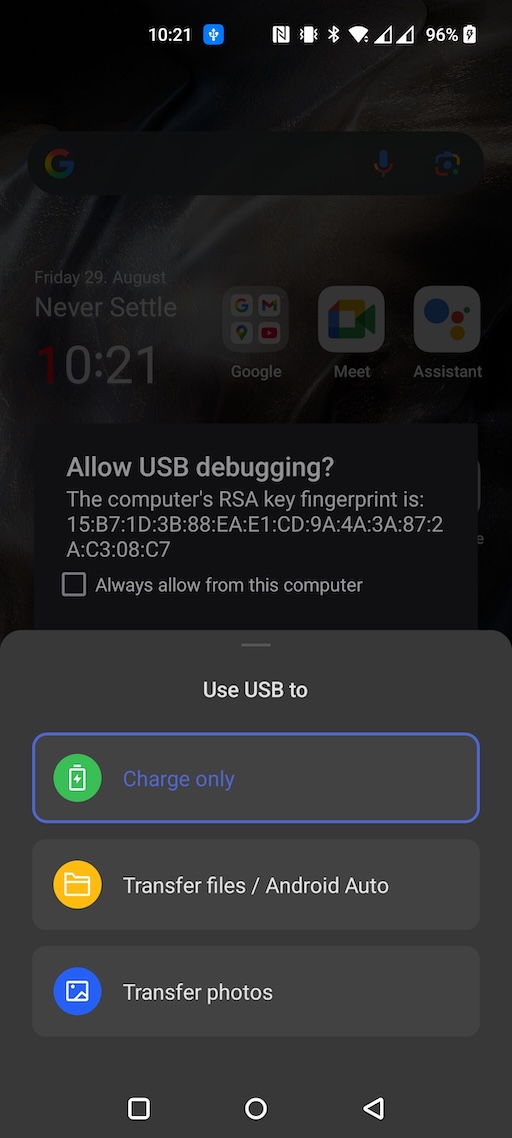 10:21
96%
Friday 29. August
Never Settle
10:21
Google
Meet
Assistant
Allow USB debugging?
The computer's RSA key fingerprint is:
15:B7:1D:3B:88:EA:E1:CD:9A:4A:3A:87:2
A:C3:08:C7
Always allow from this computer
Use USB to
Charge only
Transfer files / Android Auto
Transfer photos